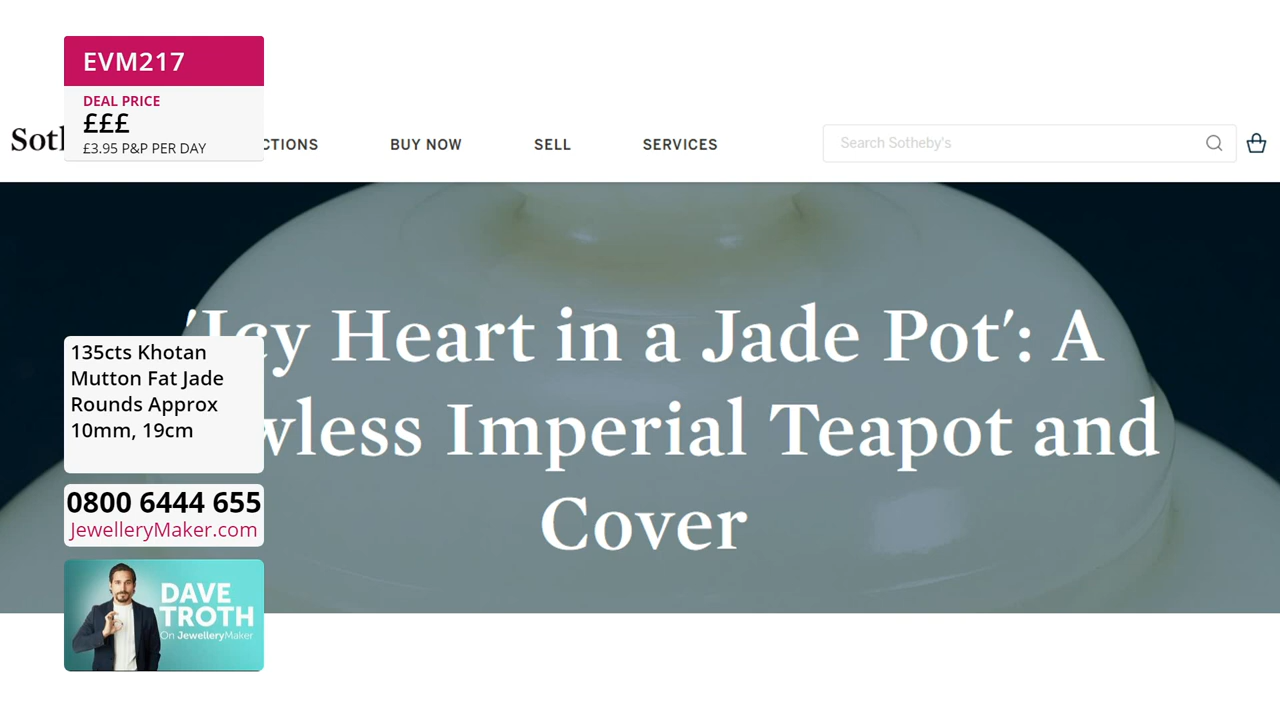 EVM217
DEAL PRICE
£££
£3.95 P&P PER DAY
BUY NOW
SELL
SERVICES
Search Sotheby's
'Icy Heart in a Jade Pot': A
Imperial Teapot and
Cover
135cts Khotan
Mutton Fat Jade
Rounds Approx
10mm, 19cm
0800 6444 655
JewelleryMaker.com
DAVE
TROTH
On JewelleryMaker